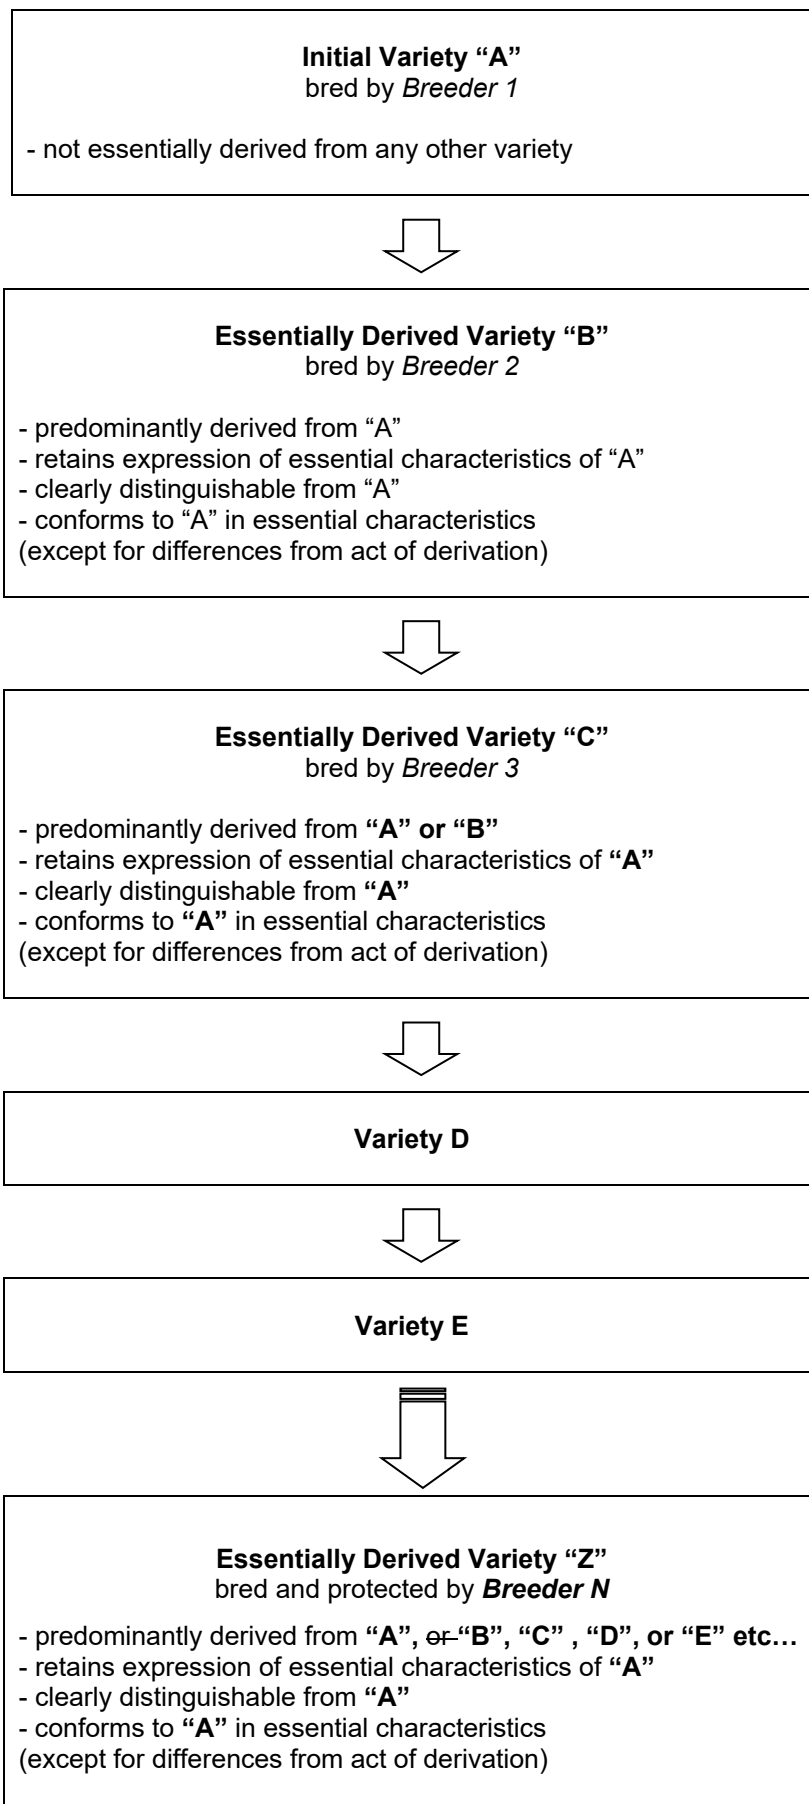 Initial Variety “A”
bred by Breeder 1
- not essentially derived from any other variety
Essentially Derived Variety “B”
bred by Breeder 2
- predominantly derived from “A”
- retains expression of essential characteristics of “A”
- clearly distinguishable from “A”
- conforms to “A” in essential characteristics
(except for differences from act of derivation)
Essentially Derived Variety “C”
bred by Breeder 3
- predominantly derived from “A” or “B”
- retains expression of essential characteristics of “A”
- clearly distinguishable from “A”
- conforms to “A” in essential characteristics
(except for differences from act of derivation)
Variety D
Variety E
Essentially Derived Variety “Z”
bred and protected by Breeder N
- predominantly derived from “A”, or “B”, “C” , “D”, or “E” etc…
- retains expression of essential characteristics of “A”
- clearly distinguishable from “A”
- conforms to “A” in essential characteristics
(except for differences from act of derivation)